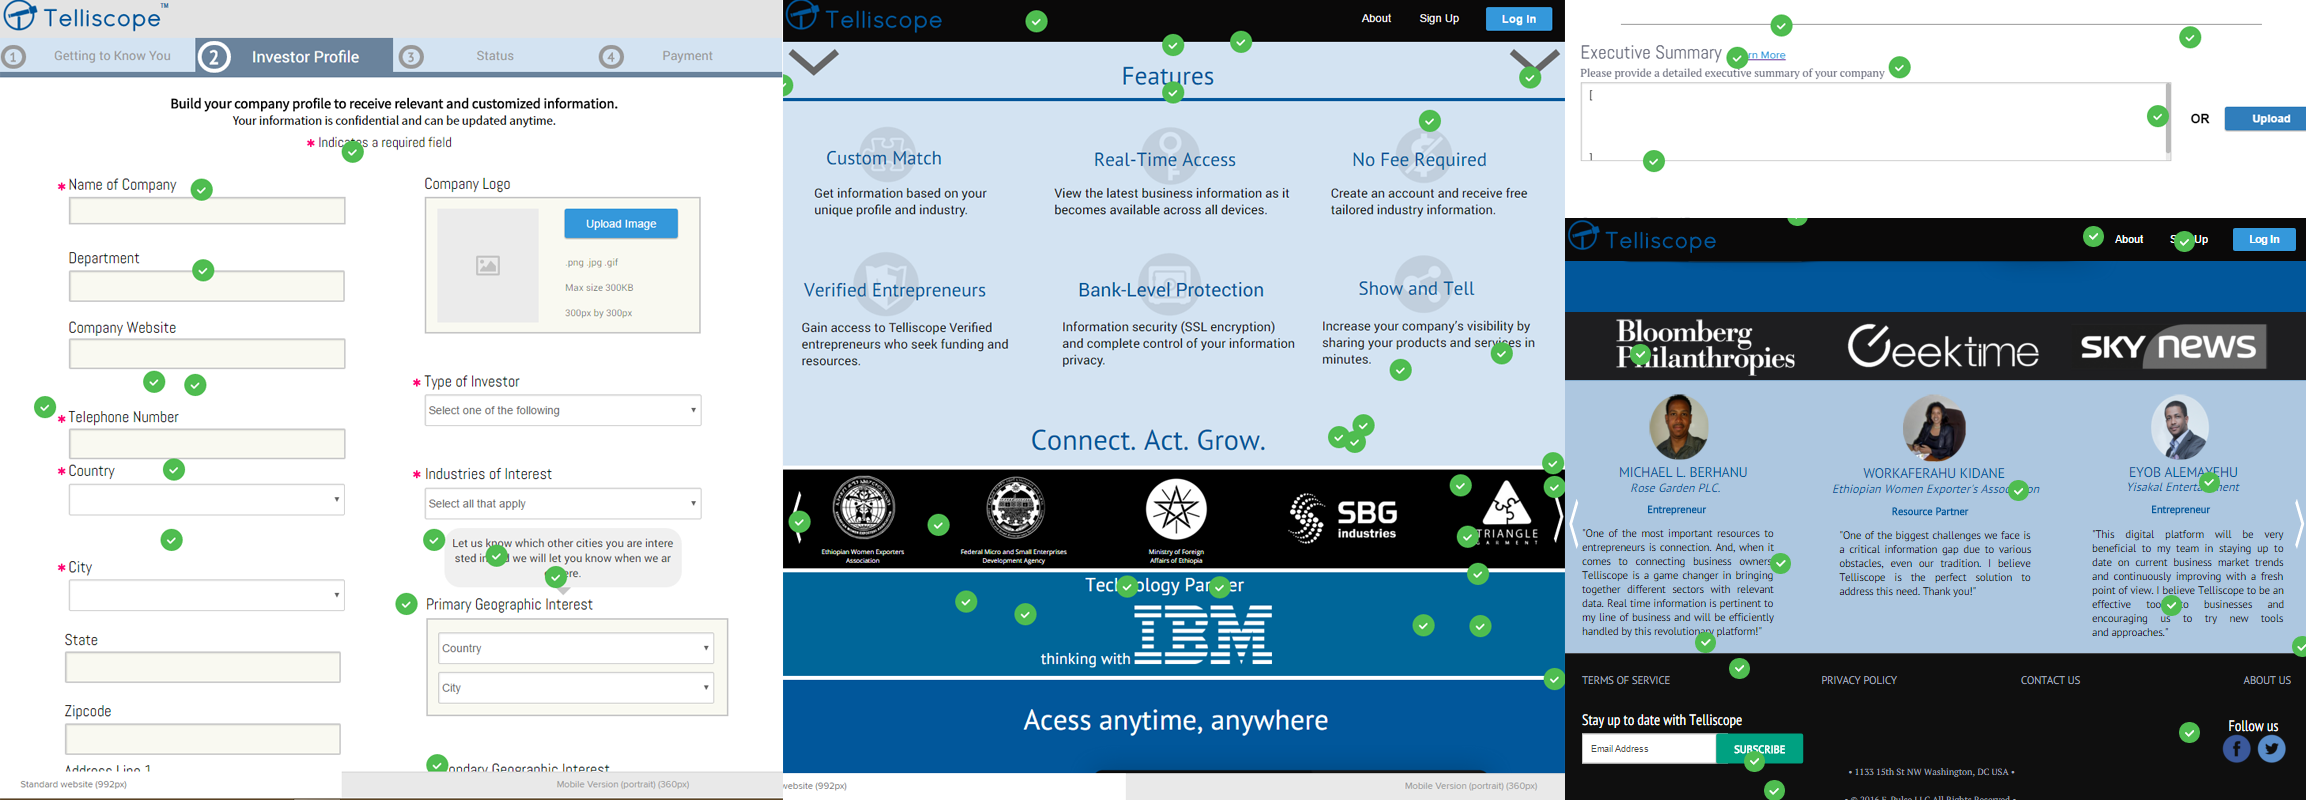 Telliscope™
1 Getting to Know You
2 Investor Profile
3 Status
4 Payment
Build your company profile to receive relevant and customized information.
Your information is confidential and can be updated anytime.
* Indicates a required field
* Name of Company
Department
Company Website
* Telephone Number
* Country
* City
State
Zipcode
Address Line 1
Company Logo
Upload Image
.png .jpg .gif
Max size 300KB
300px by 300px
* Type of Investor
Select one of the following
* Industries of Interest
Select all that apply
Let us know which other cities you are intere
sted in we will let you know when we ar
ere.
Primary Geographic Interest
Country
City
ondary Geographic Interest
Standard website (992px)
Mobile Version (portrait) (360px)
Telliscope
About
Sign Up
Log In
Features
Custom Match
Get information based on your
unique profile and industry.
Real-Time Access
View the latest business information as it
becomes available across all devices.
No Fee Required
Create an account and receive free
tailored industry information.
Verified Entrepreneurs
Gain access to Telliscope Verified
entrepreneurs who seek funding and
resources.
Bank-Level Protection
Information security (SSL encryption)
and complete control of your information
privacy.
Show and Tell
Increase your company's visibility by
sharing your products and services in
minutes.
Connect. Act. Grow.
Ethiopian Women Exporters
Association
Federal Micro and Small Enterprises
Development Agency
Ministry of Foreign
Affairs of Ethiopia
SBG
industries
TRIANGLE
GARMENT
Technology Partner
thinking with IBM
Acess anytime, anywhere
website (992px)
Mobile Version (portrait) (360px)
Executive Summary
rn More
Please provide a detailed executive summary of your company
[
]
OR
Upload
Telliscope
About
Sign Up
Log In
Bloomberg
Philanthropies
Geektime
sky news
MICHAEL L. BERHANU
Rose Garden PLC.
Entrepreneur
"One of the most important resources to
entrepreneurs is connection. And, when it
comes to connecting business owners
Telliscope is a game changer in bringing
together different sectors with relevant
data. Real time information is pertinent to
my line of business and will be efficiently
handled by this revolutionary platform!"
WORKAFERAHU KIDANE
Ethiopian Women Exporter's Association
Resource Partner
"One of the biggest challenges we face is
a critical information gap due to various
obstacles, even our tradition. I believe
Telliscope is the perfect solution to
address this need. Thank you!"
EYOB ALEMAYEHU
Yisakal Entertainment
Entrepreneur
"This digital platform will be very
beneficial to my team in staying up to
date on current business market trends
and continuously improving with a fresh
point of view. I believe Telliscope to be an
effective tool to businesses and
encouraging us to try new tools
and approaches."
TERMS OF SERVICE
PRIVACY POLICY
CONTACT US
ABOUT US
Stay up to date with Telliscope
Email Address
SUBSCRIBE
Follow us
• 1133 15th St NW Washington, DC USA •
• © 2016 E-Pulse LLC All Rights Reserved •